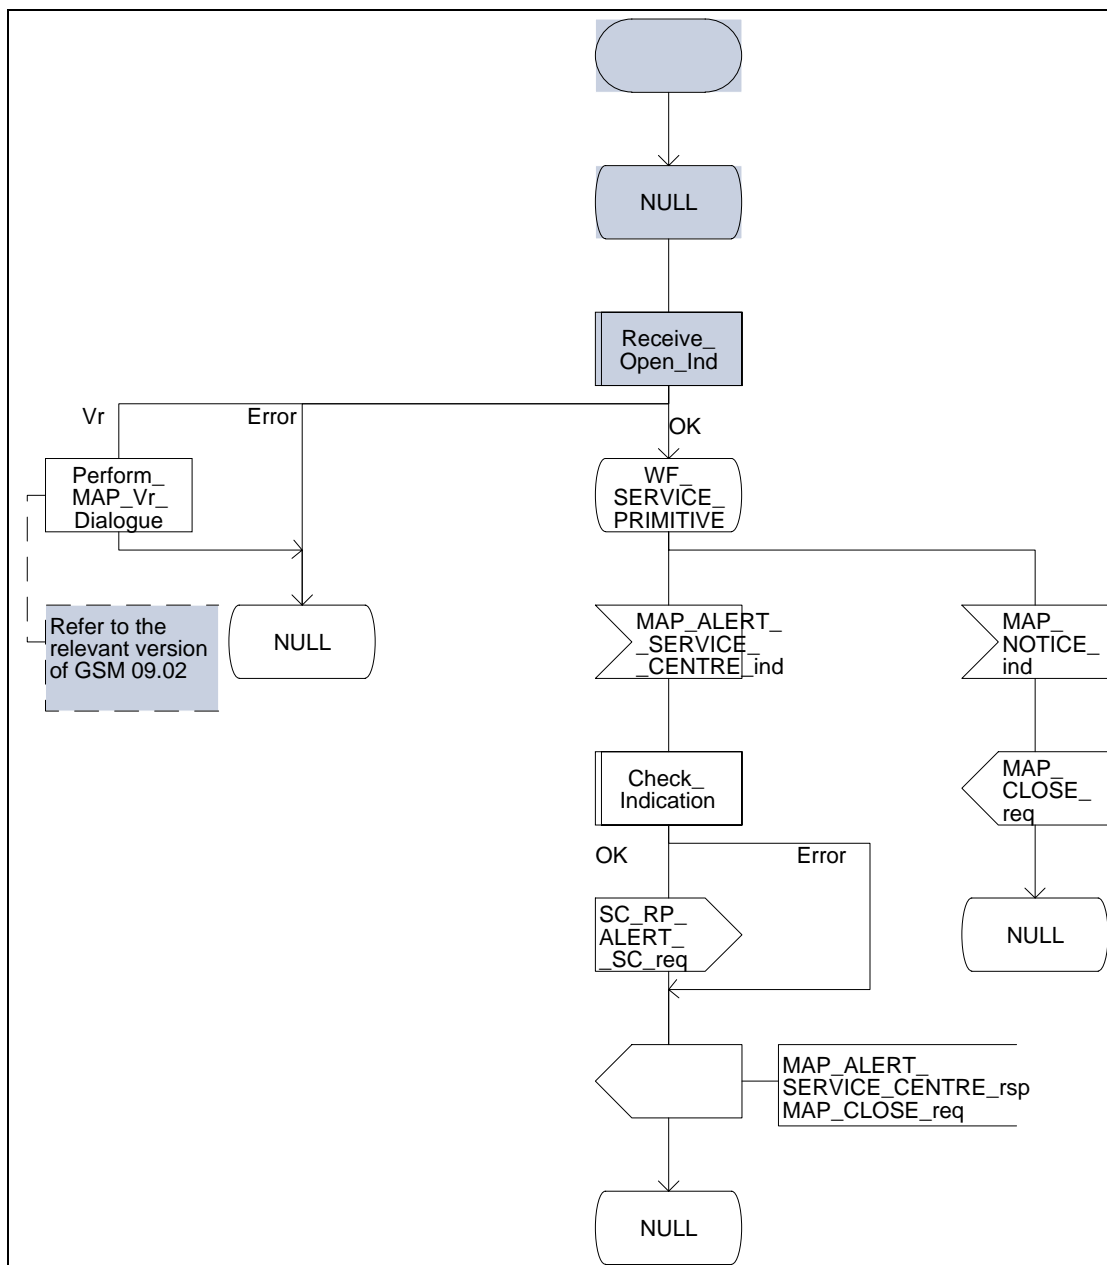 NULL
Receive_
Open_Ind
Vr
Error
OK
Perform_
MAP_Vr_
Dialogue
WF_
SERVICE_
PRIMITIVE
Refer to the
relevant version
of GSM 09.02
NULL
MAP_ALERT_
_SERVICE_
_CENTRE_ind
MAP_
NOTICE_
ind
Check_
Indication
MAP_
CLOSE_
req
OK
Error
SC_RP_
ALERT_
_SC_req
NULL
MAP_ALERT_
SERVICE_CENTRE_rsp
MAP_CLOSE_req
NULL